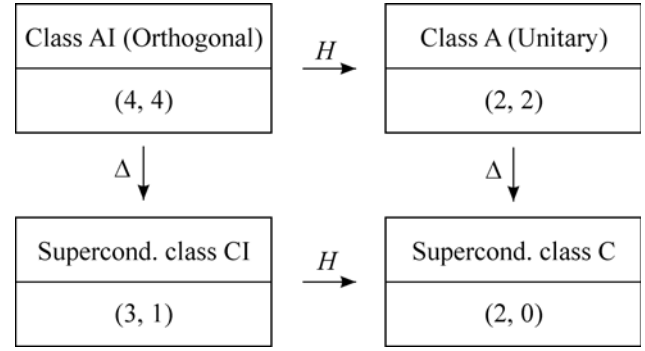 Class AI (Orthogonal)
H
Class A (Unitary)
(4, 4)
(2, 2)
Δ
Δ
Supercond. class CI
H
Supercond. class C
(3, 1)
(2, 0)